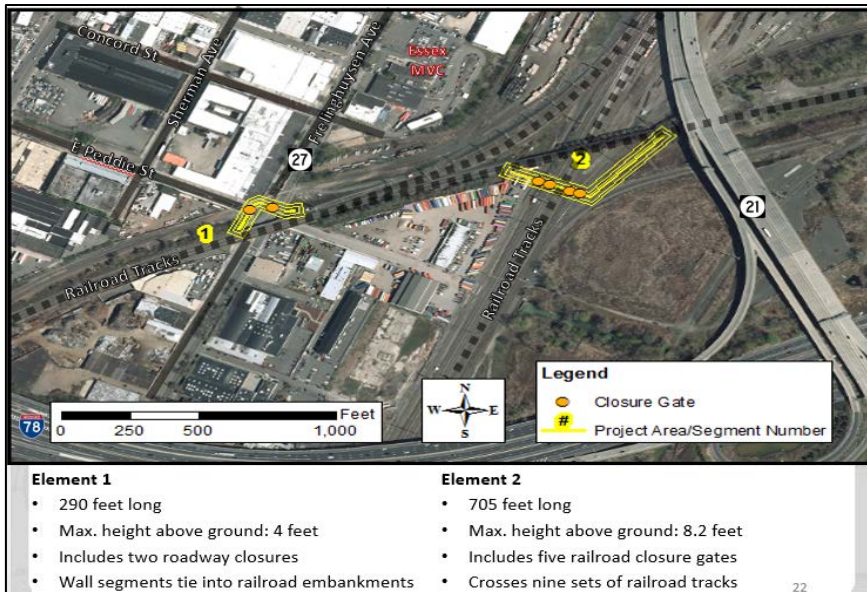 Concord St
Sherman Ave
Frelinghuysen Ave
Essex
MVC
E Peddie St
27
2
21
1
Railroad Tracks
Railroad Tracks
Legend
Closure Gate
# Project Area/Segment Number
N
W E
S
Feet
0 250 500 1,000
78
Element 1
• 290 feet long
• Max. height above ground: 4 feet
• Includes two roadway closures
• Wall segments tie into railroad embankments
Element 2
• 705 feet long
• Max. height above ground: 8.2 feet
• Includes five railroad closure gates
• Crosses nine sets of railroad tracks
22